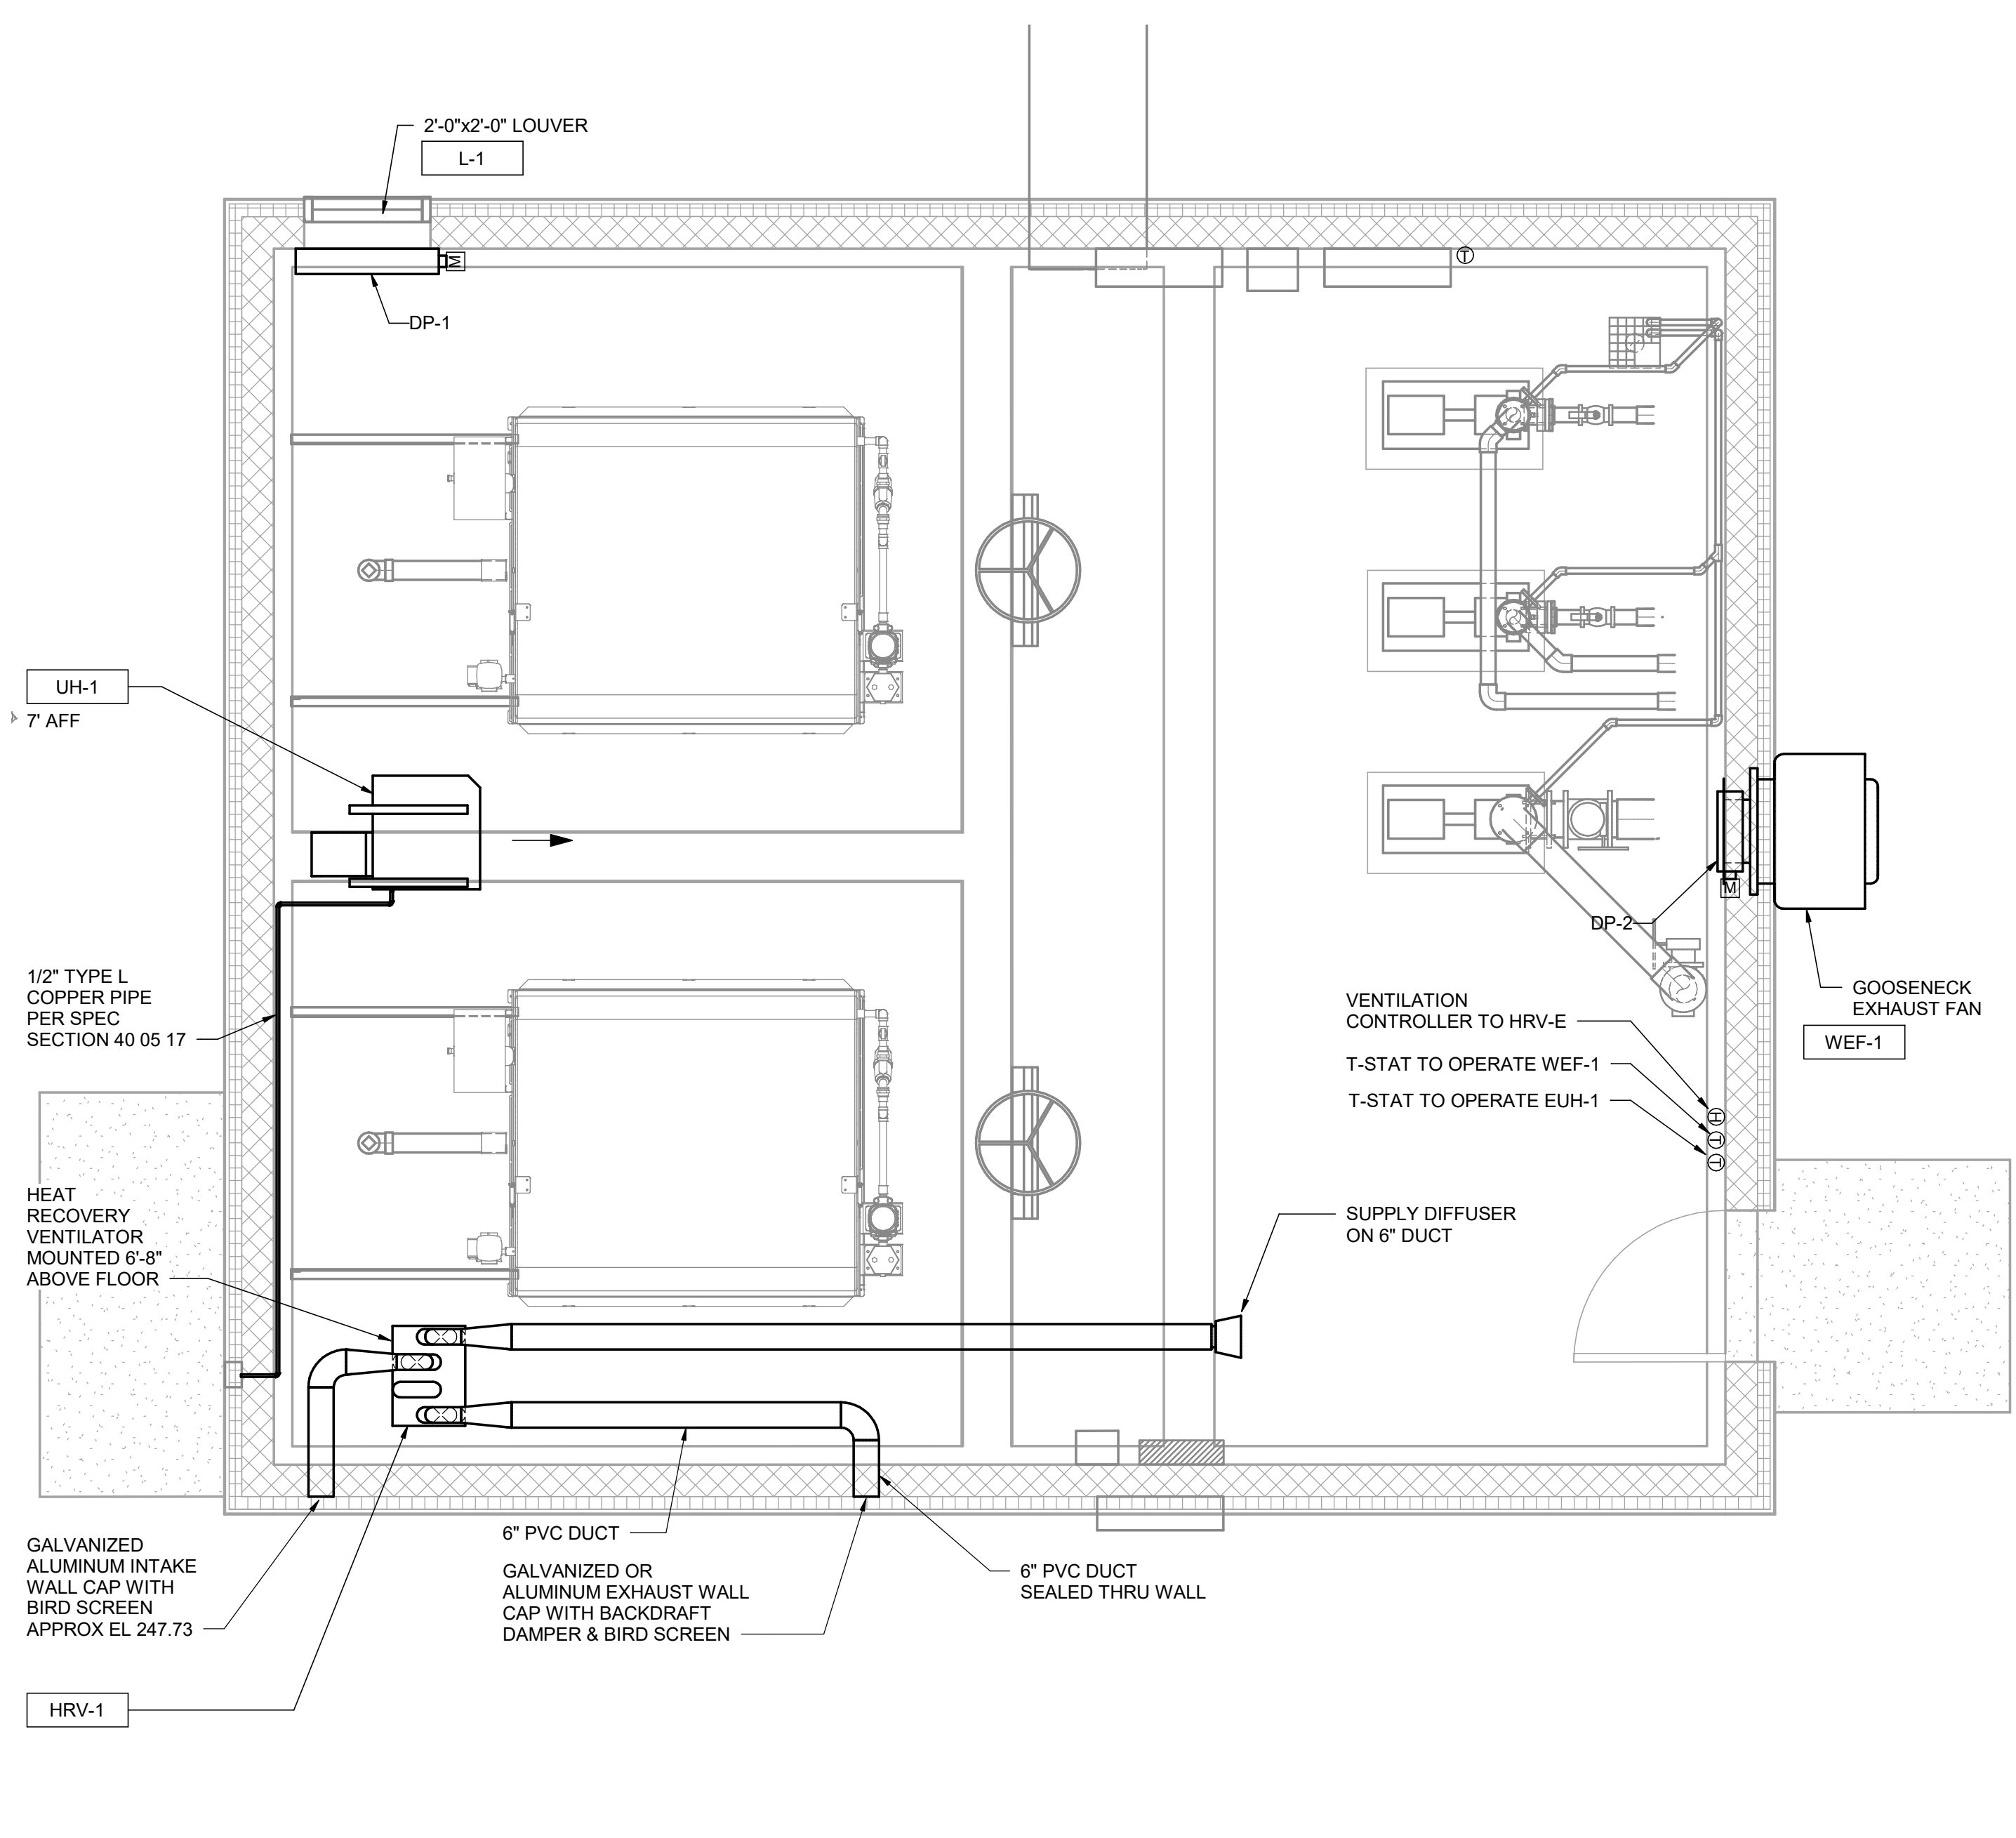 2'-0"x2'-0" LOUVER
L-1
M
DP-1
T
UH-1
7' AFF
1/2" TYPE L
COPPER PIPE
PER SPEC
SECTION 40 05 17
M
DP-2
GOOSENECK
EXHAUST FAN
WEF-1
VENTILATION
CONTROLLER TO HRV-E
T-STAT TO OPERATE WEF-1
T-STAT TO OPERATE EUH-1
H
T
T
HEAT
RECOVERY
VENTILATOR
MOUNTED 6'-8"
ABOVE FLOOR
SUPPLY DIFFUSER
ON 6" DUCT
GALVANIZED
ALUMINUM INTAKE
WALL CAP WITH
BIRD SCREEN
APPROX EL 247.73
6" PVC DUCT
GALVANIZED OR
ALUMINUM EXHAUST WALL
CAP WITH BACKDRAFT
DAMPER & BIRD SCREEN
6" PVC DUCT
SEALED THRU WALL
HRV-1